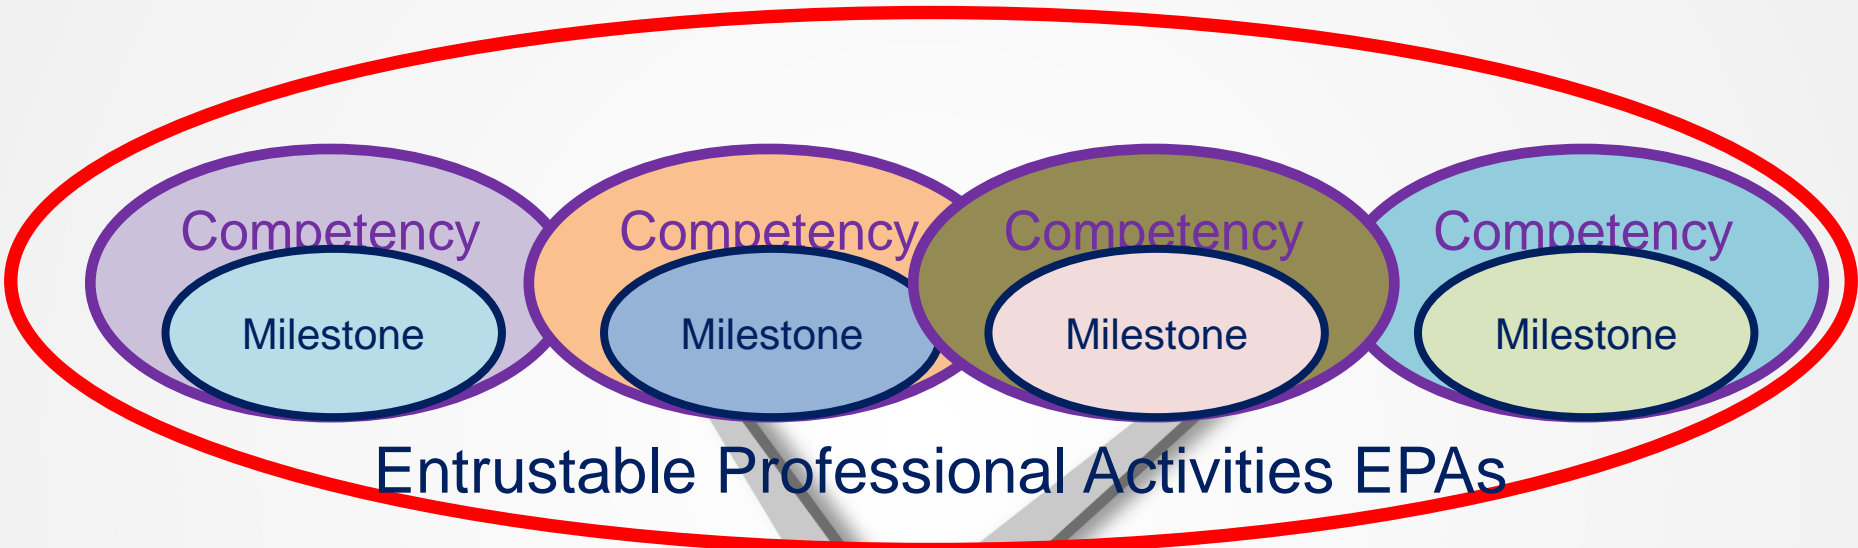 Competency Competency Competency Competency
Milestone Milestone Milestone Milestone
Entrustable Professional Activities EPAs